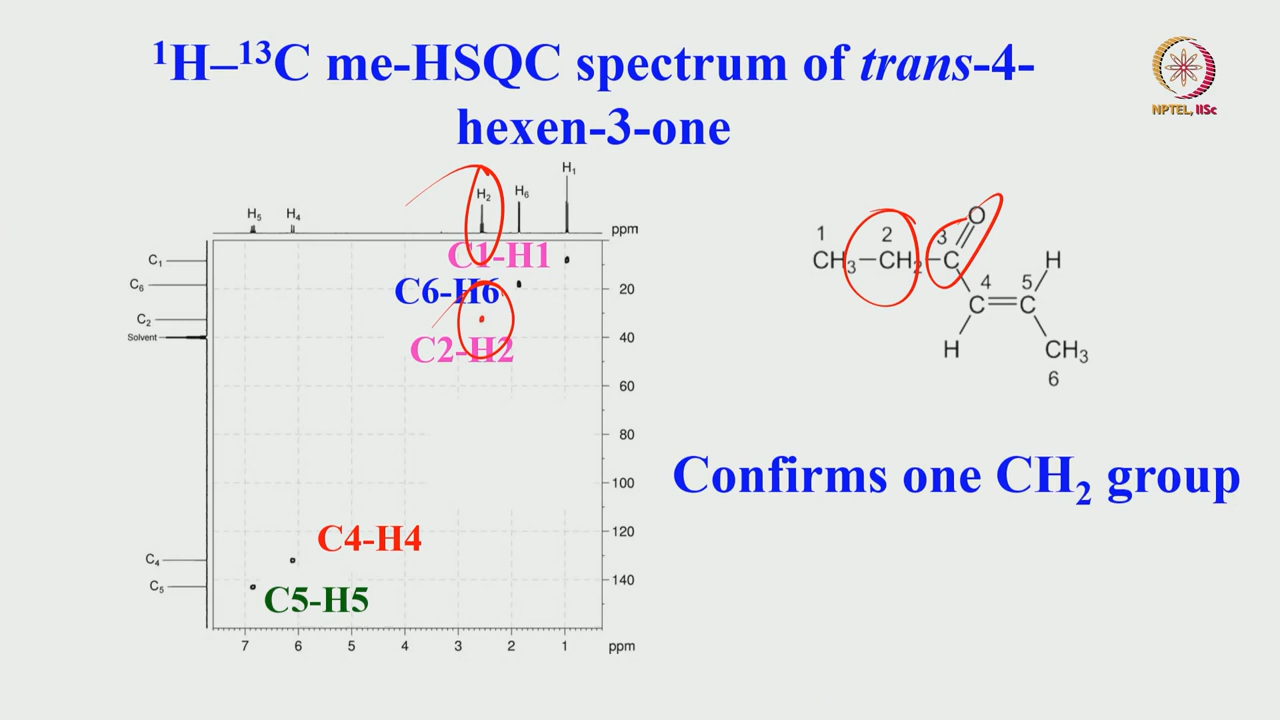 ¹H–¹³C me-HSQC spectrum of trans-4-
hexen-3-one
NPTEL, IISc
H₅ H₄ H₂ H₆ H₁
ppm
C₁
C₆
C₂
Solvent
C₄
C₅
C1-H1
C6-H6
C2-H2
C4-H4
C5-H5
20
40
60
80
100
120
140
7 6 5 4 3 2 1 ppm
O
1 2 3
CH₃–CH₂–C
4 5 H
C=C
H CH₃
6
Confirms one CH₂ group